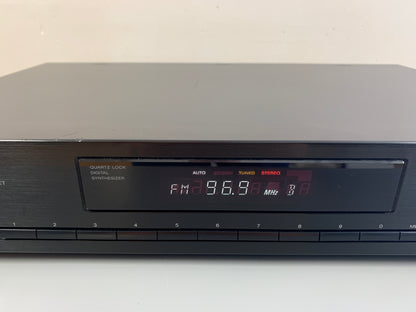 QUARTZ LOCK
DIGITAL
SYNTHESIZER
AUTO TUNED STEREO
FM 96.9 MHz B
1 2 3 4 5 6 7 8 9 0